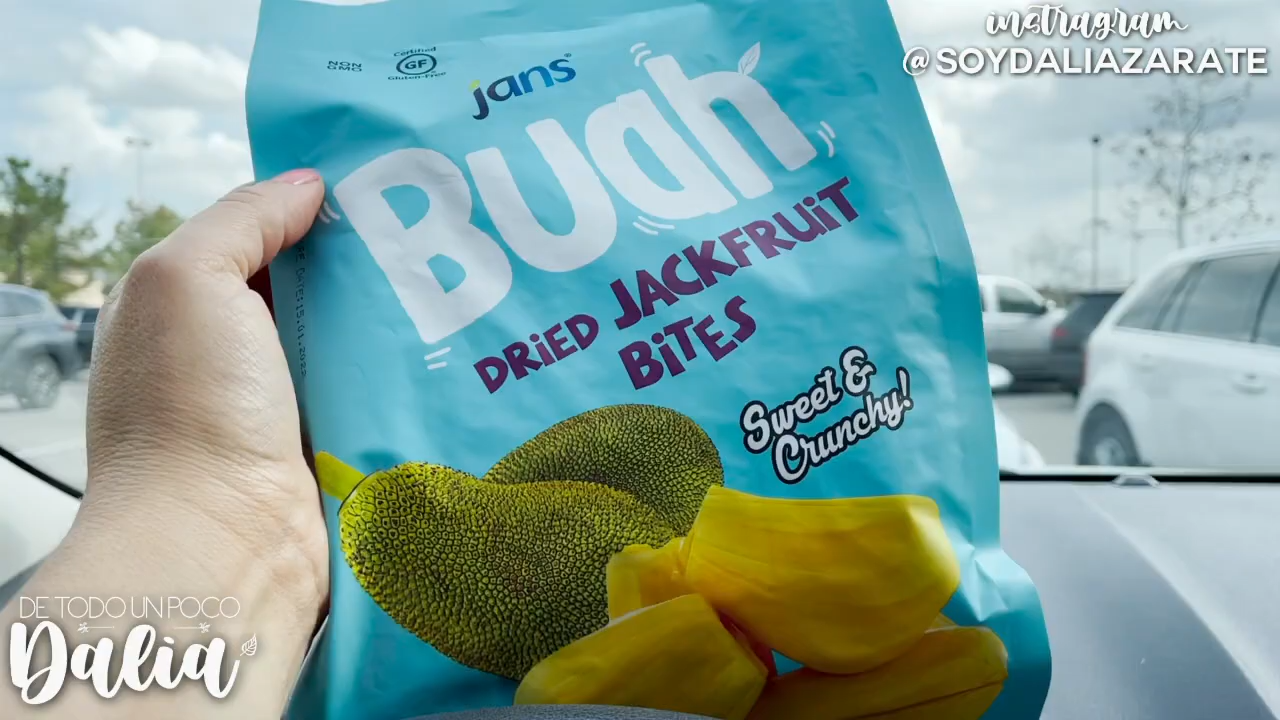 instragram
@SOYDALIAZARATE
NON
GMO
Certified
GF
Gluten-Free
jans
Buah
DRiED JACKFRUiT
BiTES
Sweet &
Crunchy!
DE TODO UN POCO
Dalia